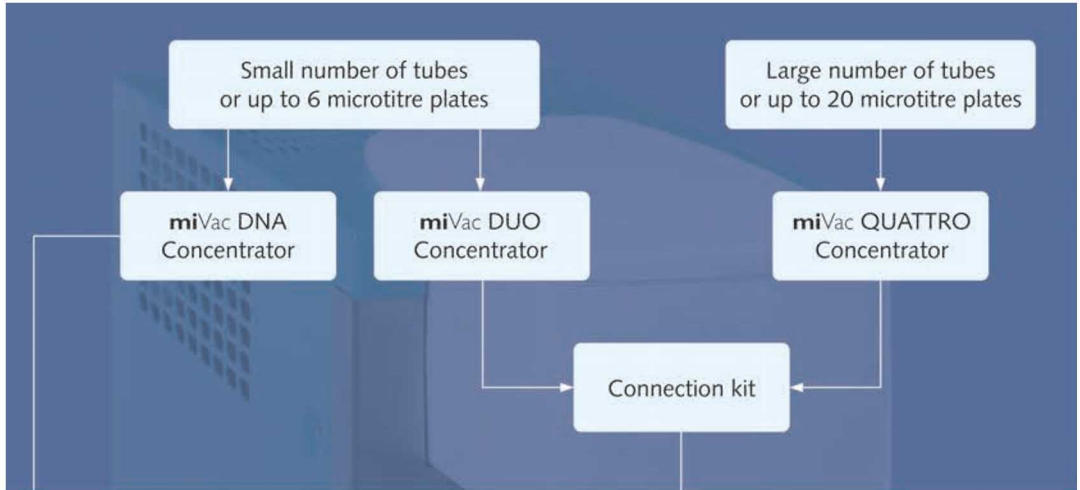 Small number of tubes
or up to 6 microtitre plates
Large number of tubes
or up to 20 microtitre plates
miVac DNA
Concentrator
miVac DUO
Concentrator
miVac QUATTRO
Concentrator
Connection kit